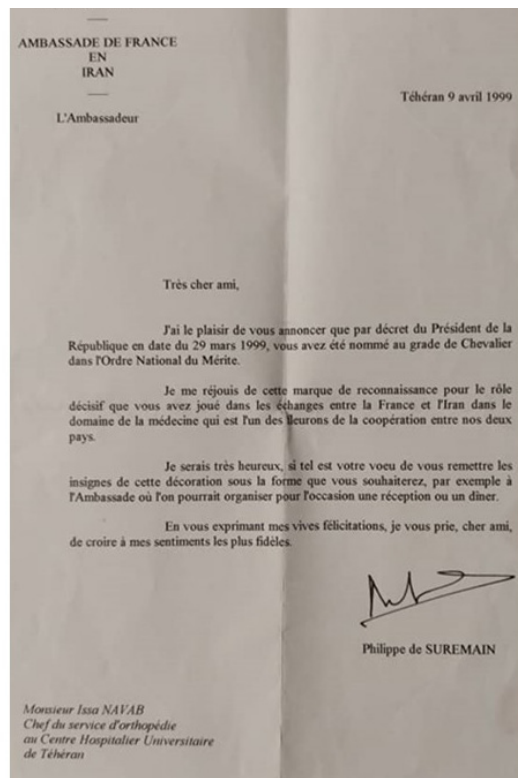 AMBASSADE DE FRANCE
EN
IRAN
L'Ambassadeur
Téhéran 9 avril 1999
Très cher ami,
J'ai le plaisir de vous annoncer que par décret du Président de la
République en date du 29 mars 1999, vous avez été nommé au grade de Chevalier
dans l'Ordre National du Mérite.
Je me réjouis de cette marque de reconnaissance pour le rôle
décisif que vous avez joué dans les échanges entre la France et l'Iran dans le
domaine de la médecine qui est l'un des fleurons de la coopération entre nos deux
pays.
Je serais très heureux, si tel est votre voeu de vous remettre les
insignes de cette décoration sous la forme que vous souhaiterez, par exemple à
l'Ambassade où l'on pourrait organiser pour l'occasion une réception ou un dîner.
En vous exprimant mes vives félicitations, je vous prie, cher ami,
de croire à mes sentiments les plus fidèles.
Philippe de SUREMAIN
Monsieur Issa NAVAB
Chef du service d'orthopédie
au Centre Hospitalier Universitaire
de Téhéran